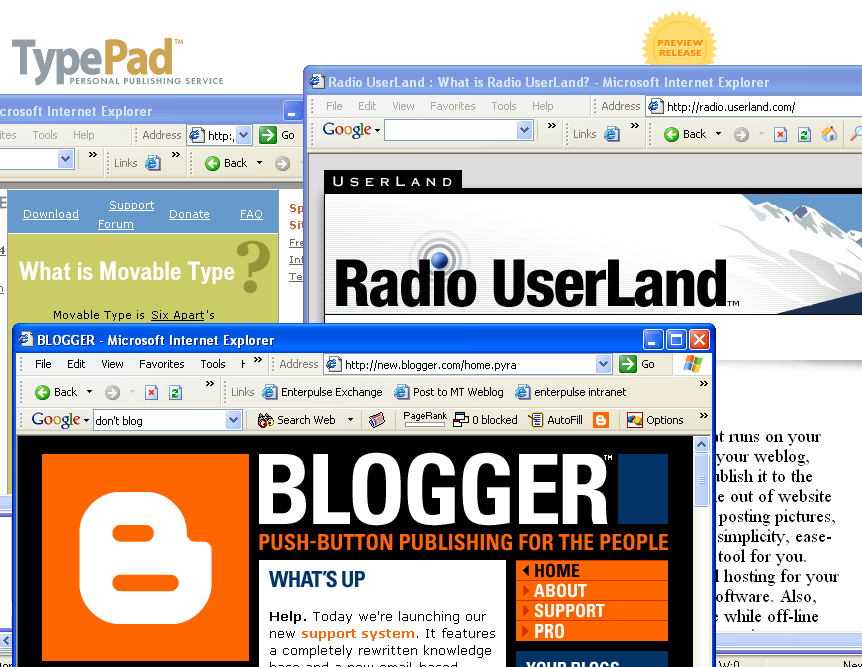 TypePad™
PERSONAL PUBLISHING SERVICE
PREVIEW
RELEASE
crosoft Internet Explorer
Tools Help
Address http:
Go
Links
Back
Download
Support
Forum
Donate
FAQ
What is Movable Type
?
Movable Type is Six Apart's
Radio UserLand : What is Radio UserLand? - Microsoft Internet Explorer
File Edit View Favorites Tools Help
Address http://radio.userland.com/
Google
Links
Back
USERLAND
Radio UserLand™
at runs on your
your weblog,
ublish it to the
e out of website
posting pictures,
simplicity, ease-
tool for you.
l hosting for your
oftware. Also,
while off-line
BLOGGER - Microsoft Internet Explorer
File Edit View Favorites Tools
Address http://new.blogger.com/home.pyra
Go
Back
Links Enterpulse Exchange Post to MT Weblog enterpulse intranet
Google don't blog Search Web PageRank 0 blocked AutoFill Options
BLOGGER™
PUSH-BUTTON PUBLISHING FOR THE PEOPLE
WHAT'S UP
Help. Today we're launching our
new support system. It features
a completely rewritten knowledge
base and a new email-based
HOME
ABOUT
SUPPORT
PRO
YOUR BLOGS